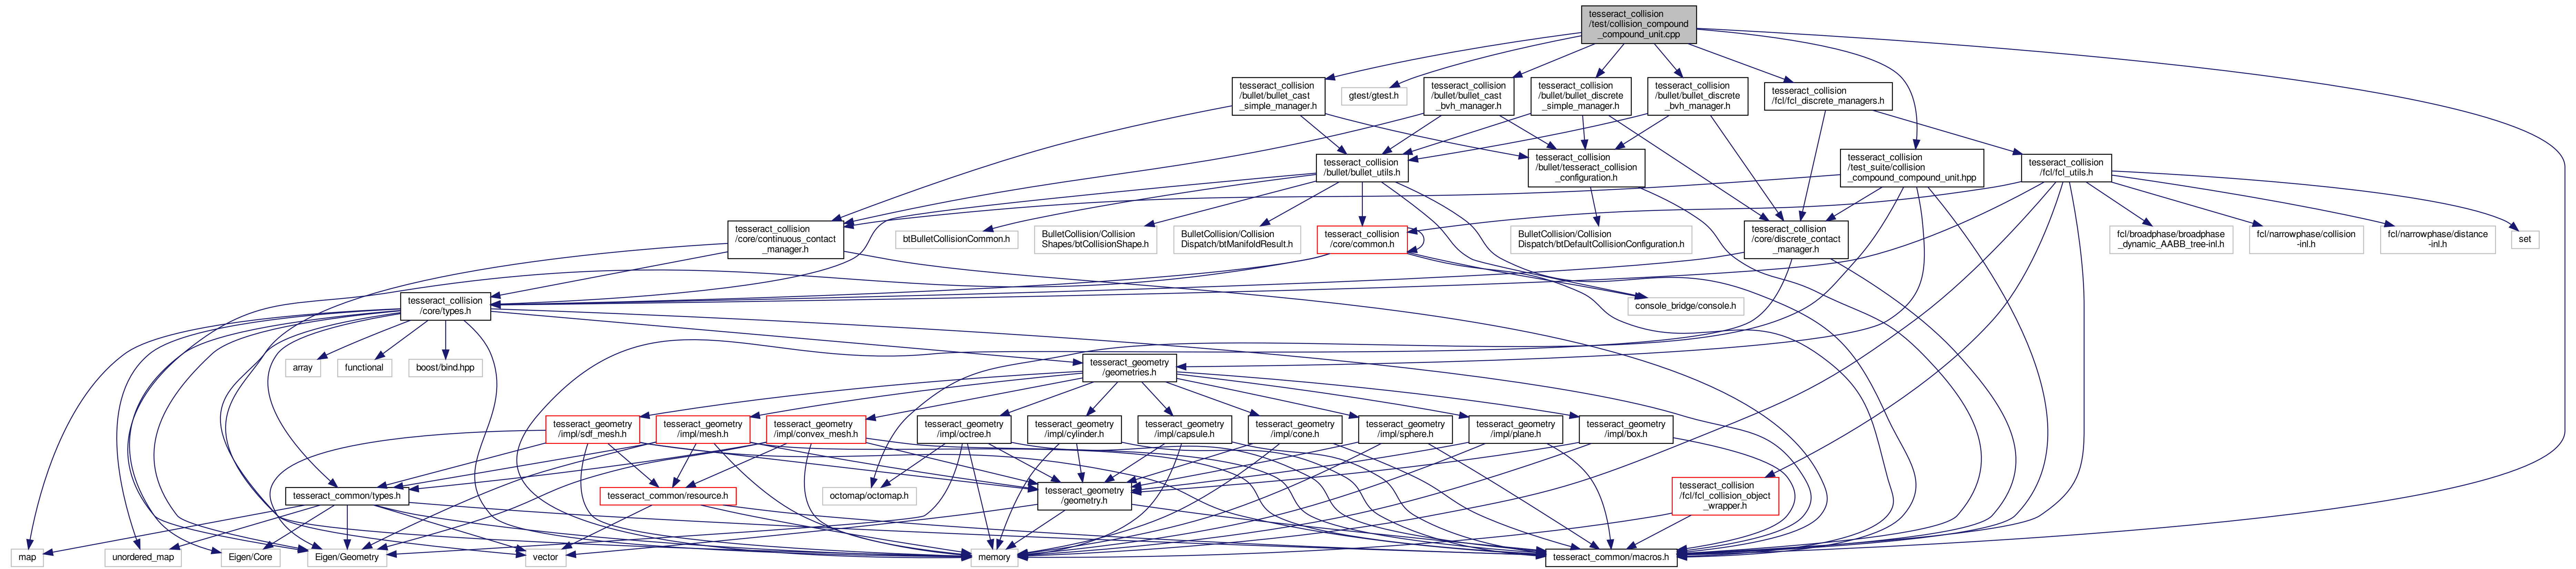 tesseract_collision
/test/collision_compound
_compound_unit.cpp
tesseract_collision
/bullet/bullet_cast
_simple_manager.h
gtest/gtest.h
tesseract_collision
/bullet/bullet_cast
_bvh_manager.h
tesseract_collision
/bullet/bullet_discrete
_simple_manager.h
tesseract_collision
/bullet/bullet_discrete
_bvh_manager.h
tesseract_collision
/fcl/fcl_discrete_managers.h
tesseract_collision
/bullet/bullet_utils.h
tesseract_collision
/bullet/tesseract_collision
_configuration.h
tesseract_collision
/test_suite/collision
_compound_compound_unit.hpp
tesseract_collision
/fcl/fcl_utils.h
tesseract_collision
/core/continuous_contact
_manager.h
btBulletCollisionCommon.h
BulletCollision/Collision
Shapes/btCollisionShape.h
BulletCollision/Collision
Dispatch/btManifoldResult.h
tesseract_collision
/core/common.h
BulletCollision/Collision
Dispatch/btDefaultCollisionConfiguration.h
tesseract_collision
/core/discrete_contact
_manager.h
fcl/broadphase/broadphase
_dynamic_AABB_tree-inl.h
fcl/narrowphase/collision
-inl.h
fcl/narrowphase/distance
-inl.h
set
tesseract_collision
/core/types.h
console_bridge/console.h
array
functional
boost/bind.hpp
tesseract_geometry
/geometries.h
tesseract_geometry
/impl/sdf_mesh.h
tesseract_geometry
/impl/mesh.h
tesseract_geometry
/impl/convex_mesh.h
tesseract_geometry
/impl/octree.h
tesseract_geometry
/impl/cylinder.h
tesseract_geometry
/impl/capsule.h
tesseract_geometry
/impl/cone.h
tesseract_geometry
/impl/sphere.h
tesseract_geometry
/impl/plane.h
tesseract_geometry
/impl/box.h
tesseract_common/types.h
tesseract_common/resource.h
octomap/octomap.h
tesseract_geometry
/geometry.h
tesseract_collision
/fcl/fcl_collision_object
_wrapper.h
map
unordered_map
Eigen/Core
Eigen/Geometry
vector
memory
tesseract_common/macros.h